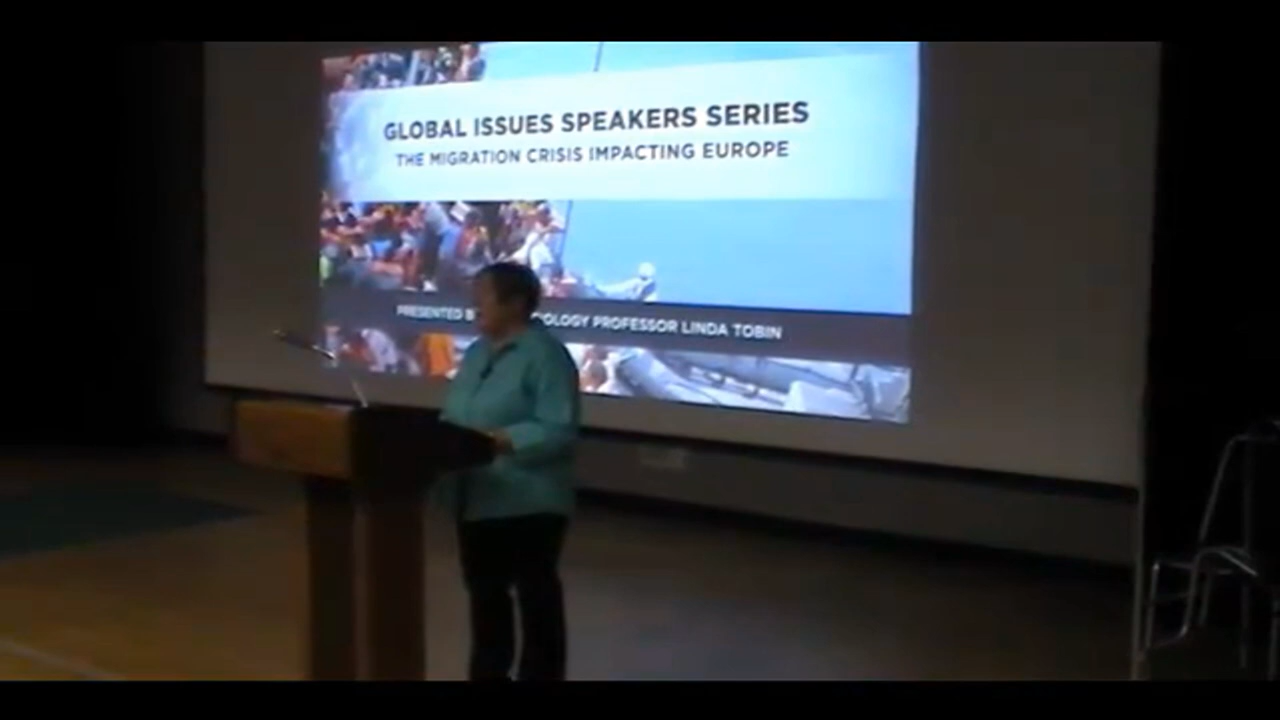 GLOBAL ISSUES SPEAKERS SERIES
THE MIGRATION CRISIS IMPACTING EUROPE
PRESENTED PROFESSOR LINDA TOBIN